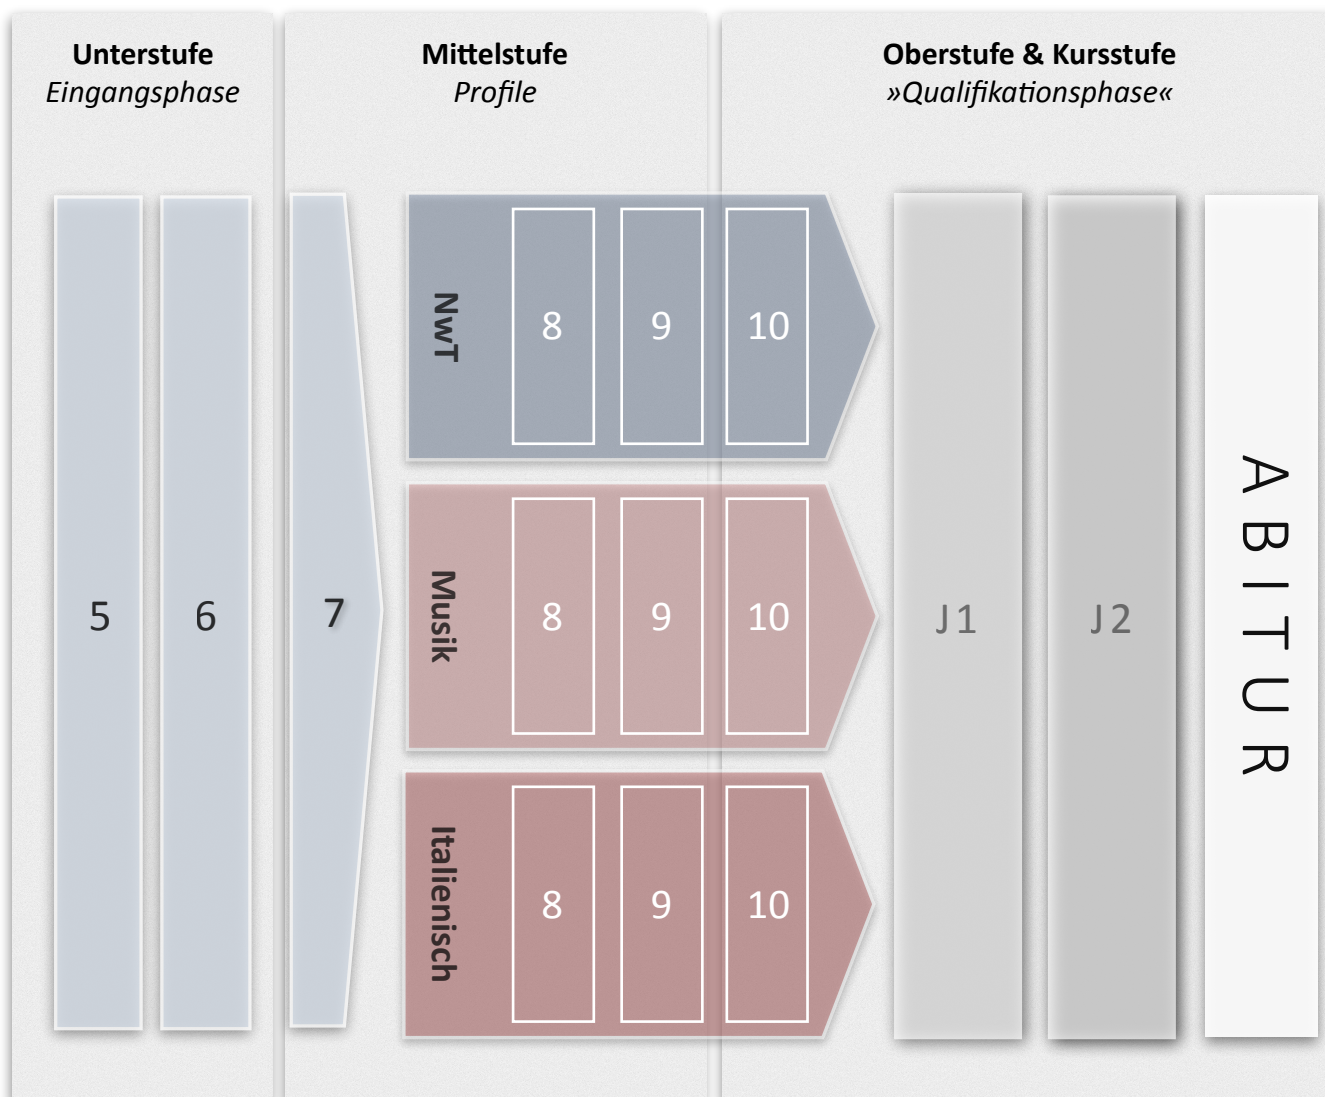 Unterstufe
Eingangsphase
Mittelstufe
Profile
Oberstufe & Kursstufe
»Qualifikationsphase«
5
6
7
NwT
8
9
10
Musik
8
9
10
Italienisch
8
9
10
J1
J2
ABITUR